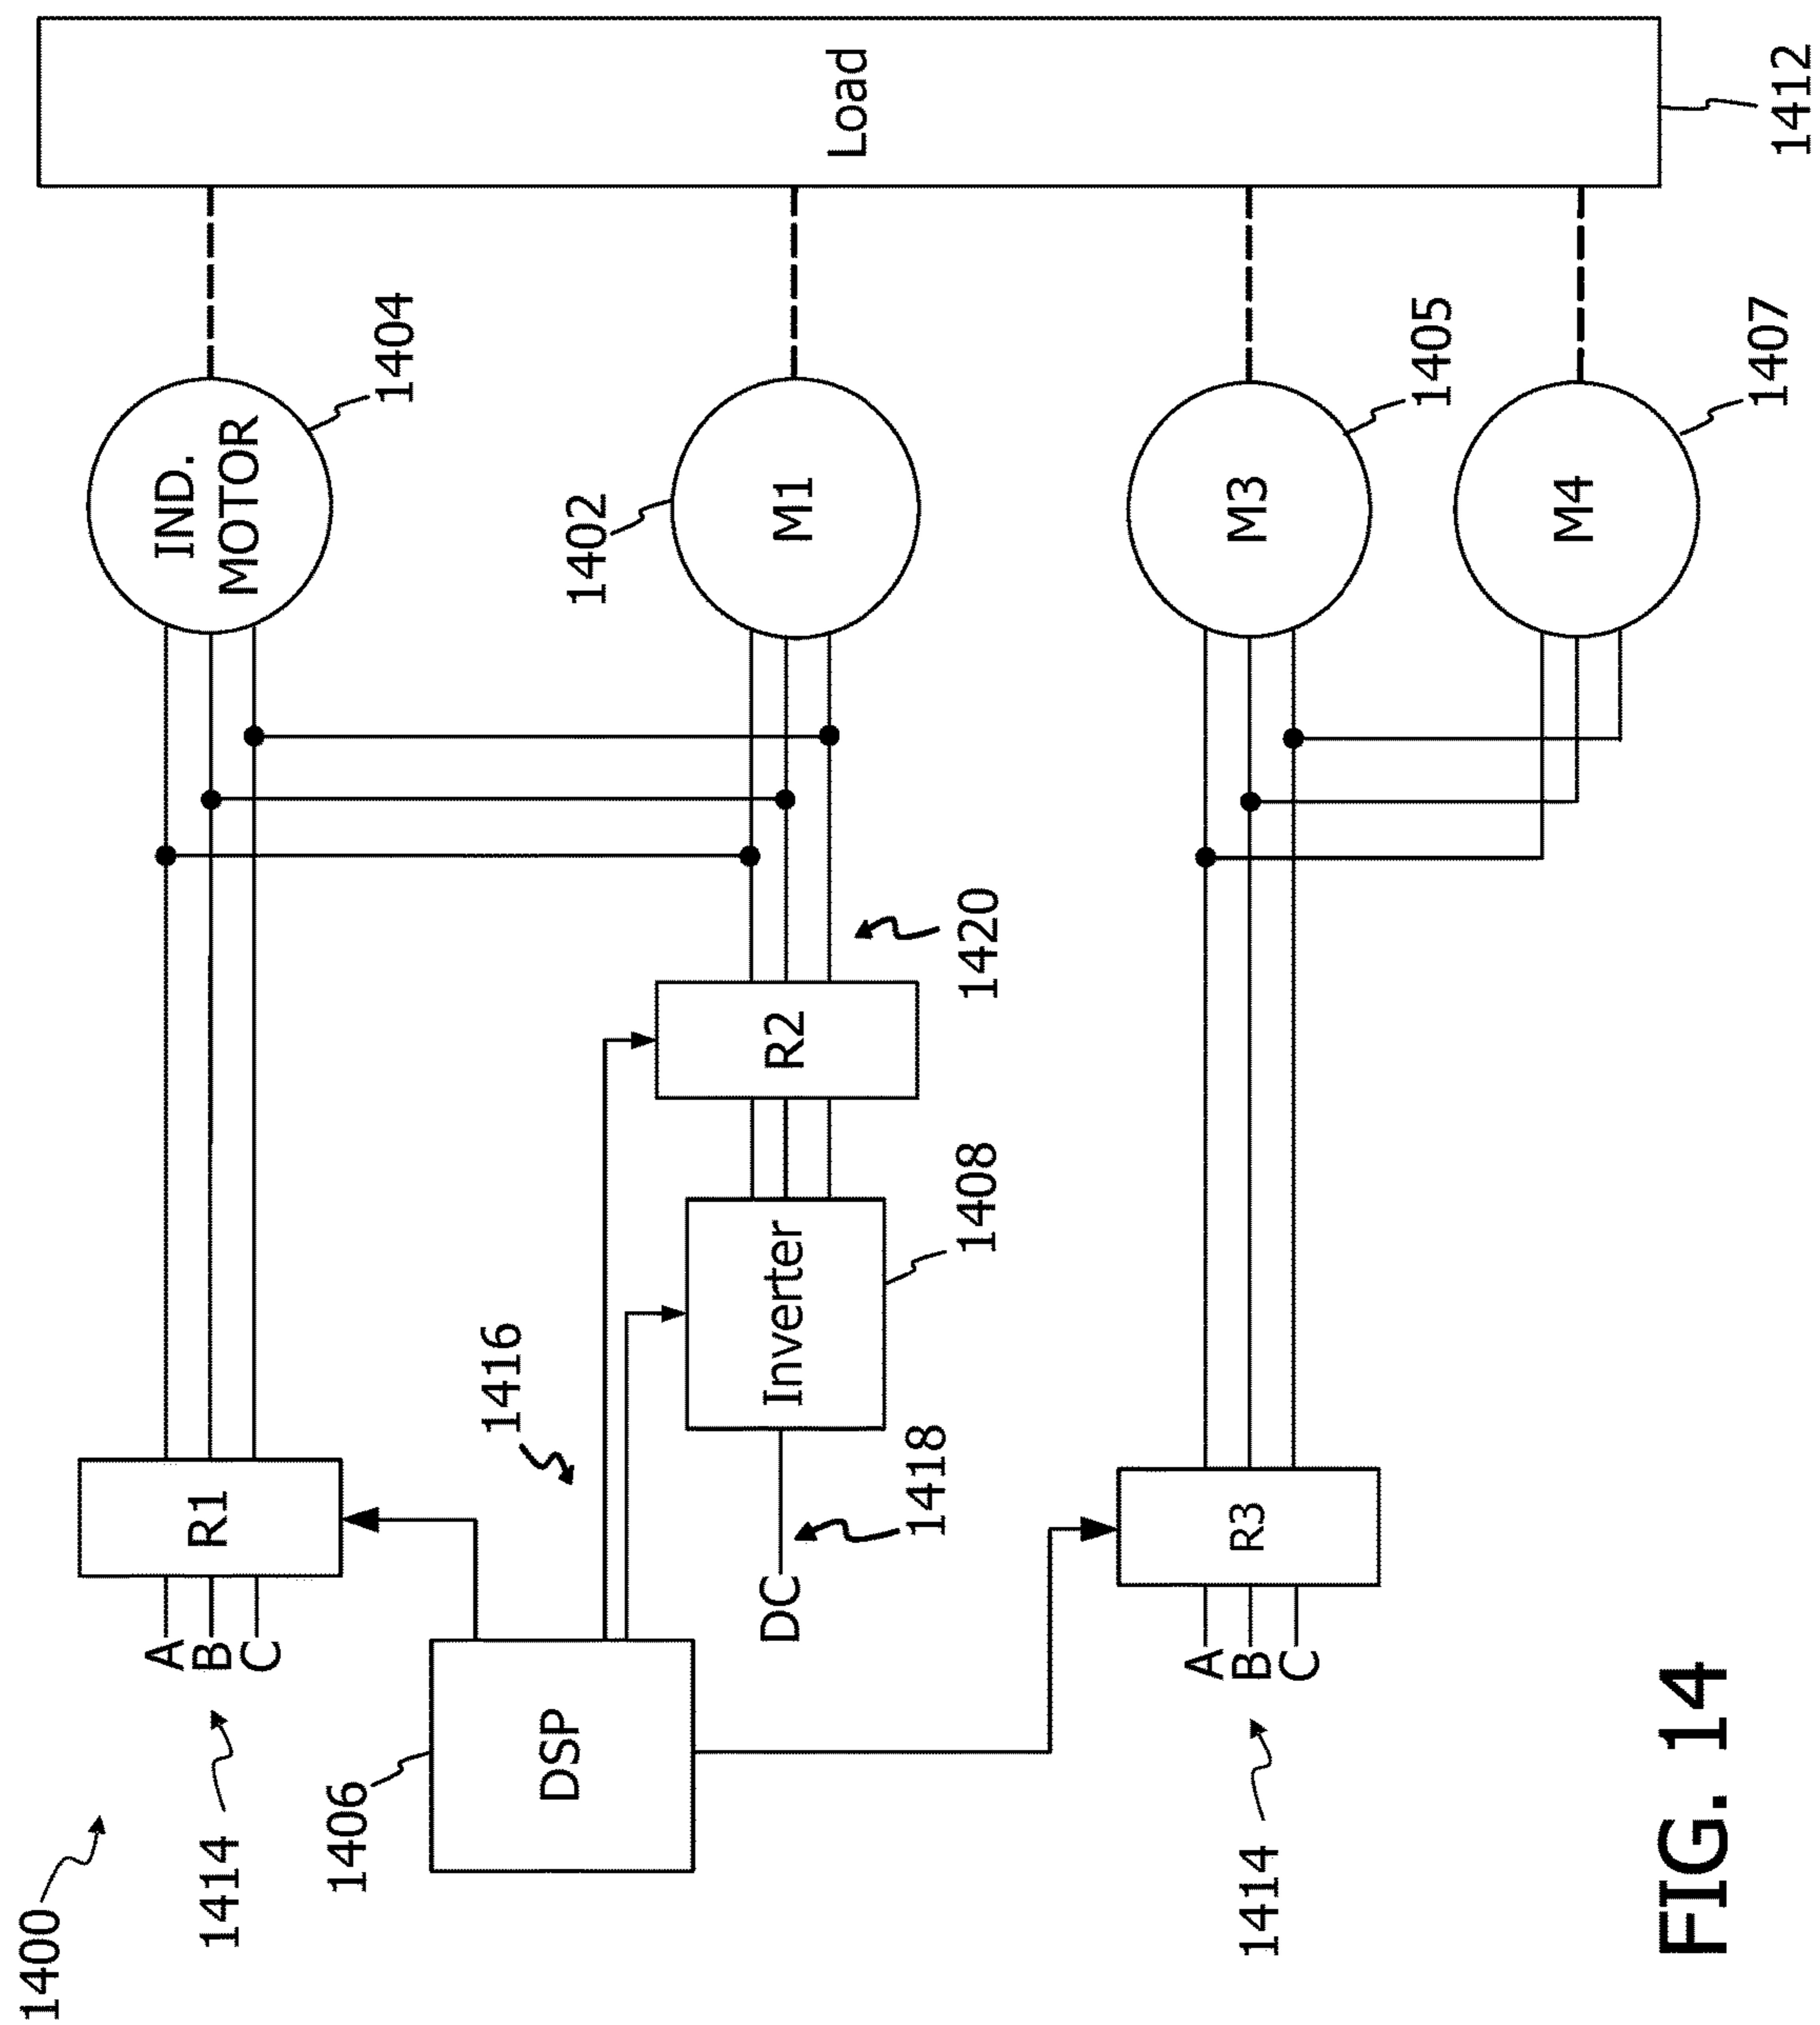 1400
1414
A
B
C
R1
IND.
MOTOR
1404
1406
DSP
1416
DC
1418
Inverter
1408
R2
1420
1402
M1
Load
1412
1414
A
B
C
R3
M3
1405
M4
1407
FIG. 14